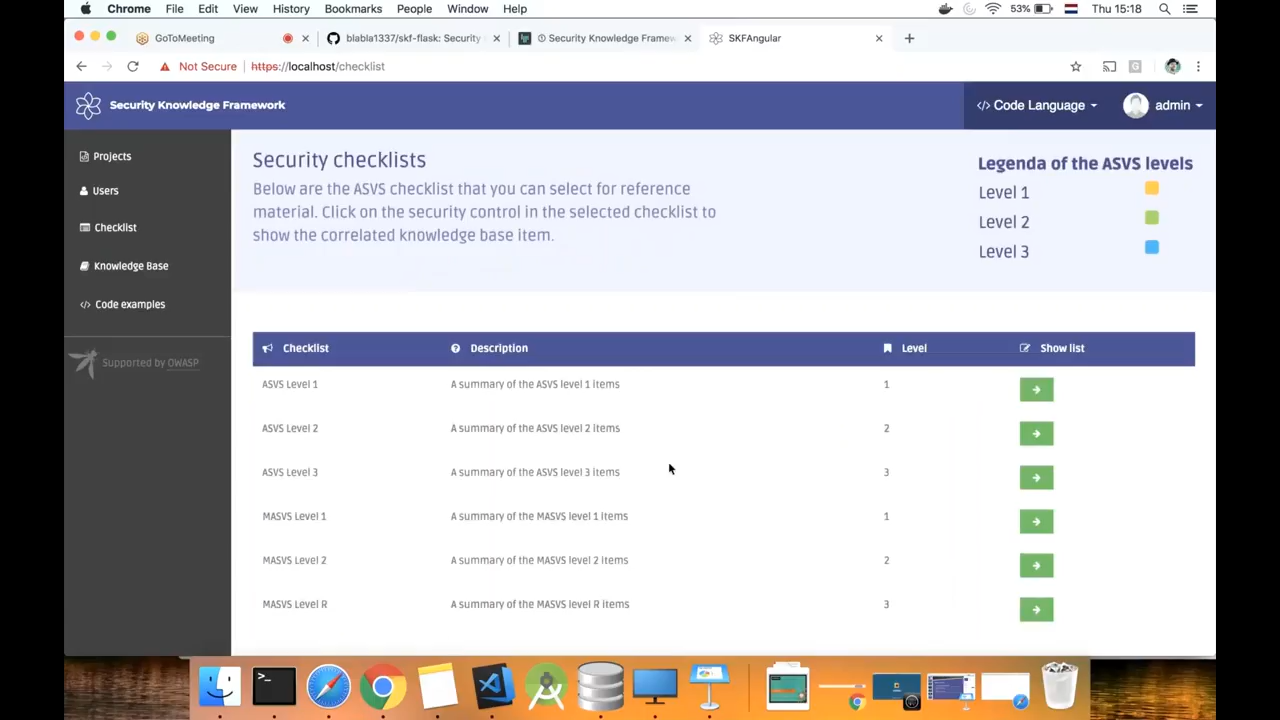 Chrome File Edit View History Bookmarks People Window Help 53% Thu 15:18
GoToMeeting
blabla1337/skf-flask: Security
Security Knowledge Framew
SKFAngular
Not Secure https://localhost/checklist
Security Knowledge Framework
</> Code Language
admin
Projects
Users
Checklist
Knowledge Base
</> Code examples
Supported by OWASP
Security checklists
Below are the ASVS checklist that you can select for reference
material. Click on the security control in the selected checklist to
show the correlated knowledge base item.
Legenda of the ASVS levels
Level 1
Level 2
Level 3
Checklist Description Level Show list
ASVS Level 1 A summary of the ASVS level 1 items 1
ASVS Level 2 A summary of the ASVS level 2 items 2
ASVS Level 3 A summary of the ASVS level 3 items 3
MASVS Level 1 A summary of the MASVS level 1 items 1
MASVS Level 2 A summary of the MASVS level 2 items 2
MASVS Level R A summary of the MASVS level R items 3